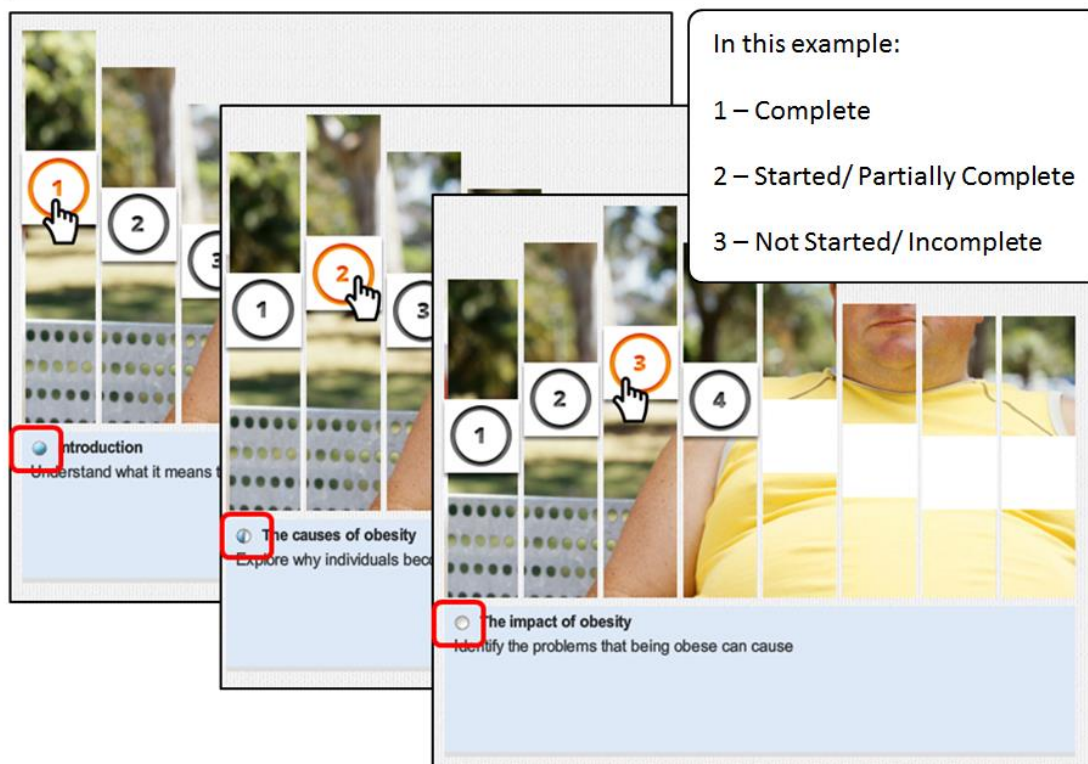 In this example:
1 – Complete
2 – Started/ Partially Complete
3 – Not Started/ Incomplete
1
2
3
Introduction
Understand what it means t
1
2
3
The causes of obesity
Explore why individuals beco
1
2
3
4
The impact of obesity
Identify the problems that being obese can cause